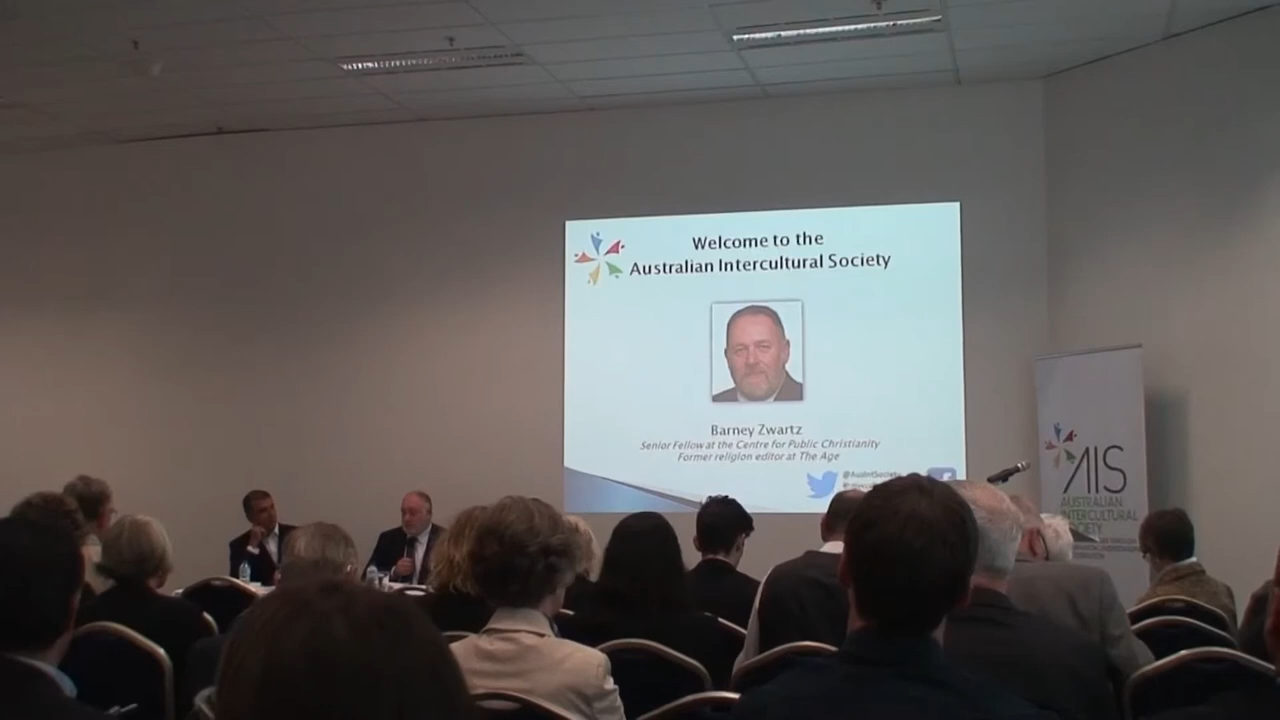 Welcome to the
Australian Intercultural Society
Barney Zwartz
Senior Fellow at the Centre for Public Christianity
Former religion editor at The Age
@AusIntSociety
AIS
AUSTRALIAN
INTERCULTURAL
SOCIETY